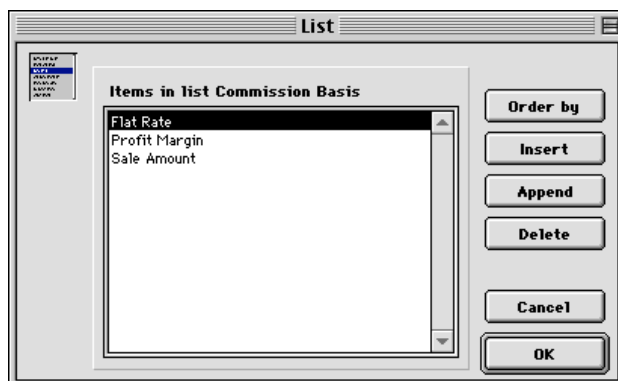 List
Items in list Commission Basis
Flat Rate
Profit Margin
Sale Amount
Order by
Insert
Append
Delete
Cancel
OK